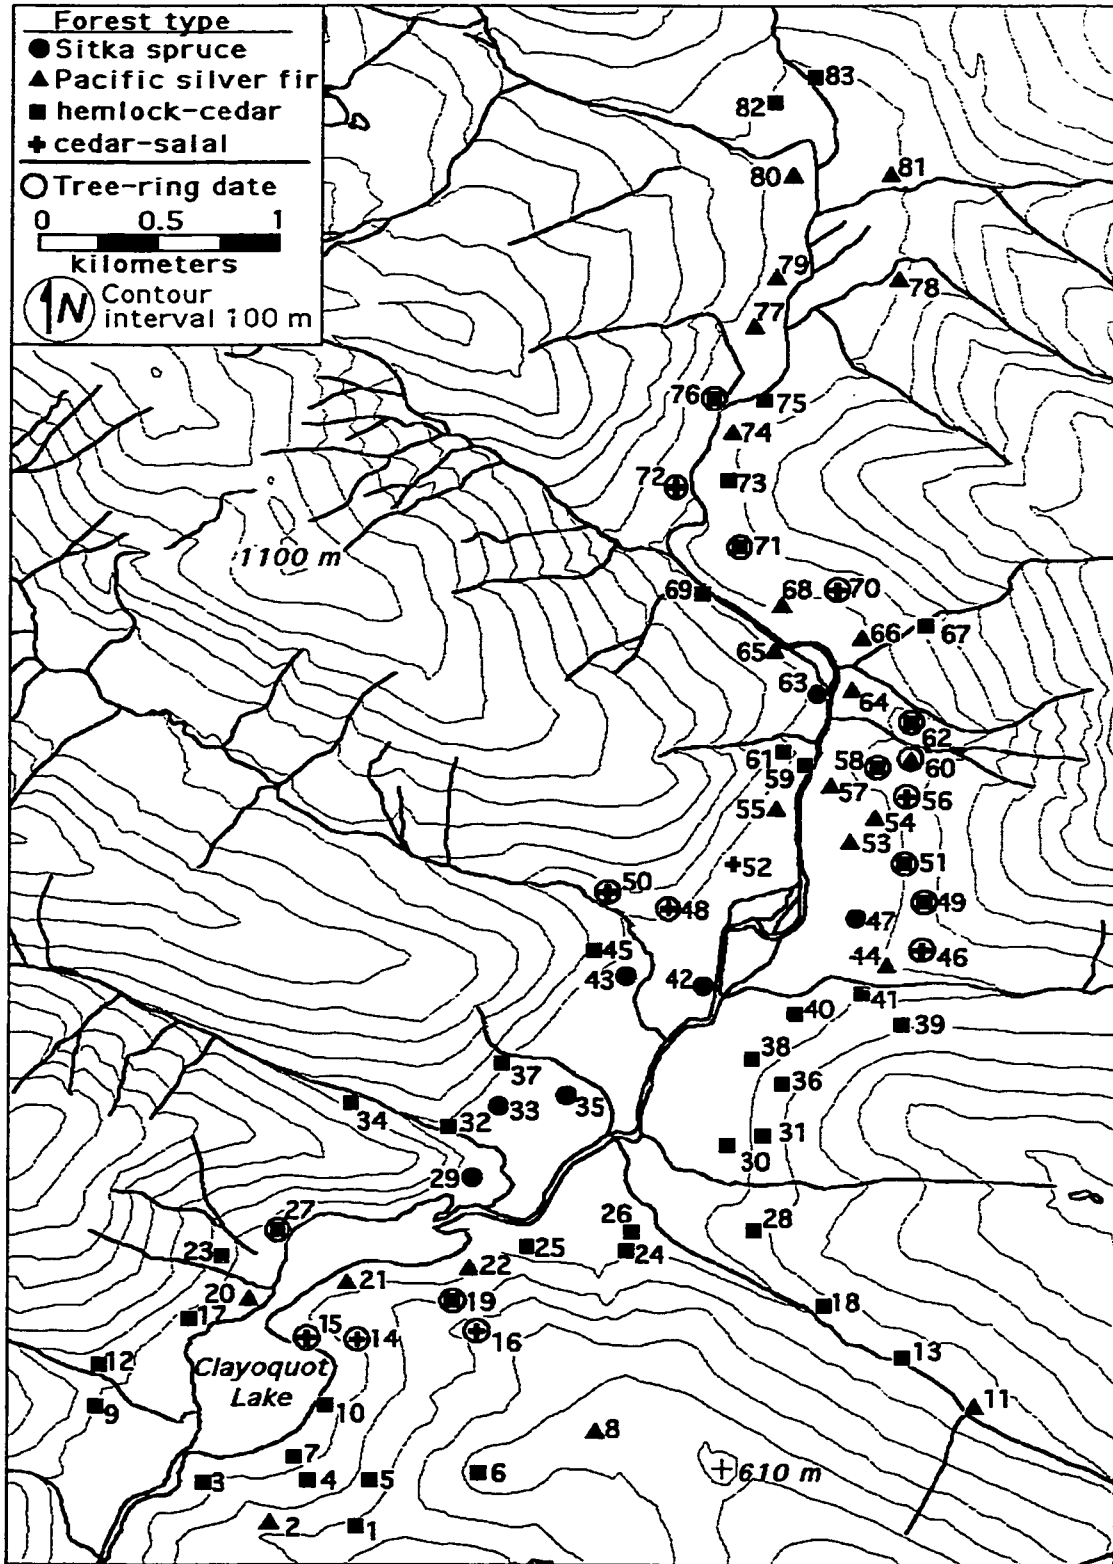 Forest type
Sitka spruce
Pacific silver fir
hemlock-cedar
cedar-salal
Tree-ring date
0 0.5 1
kilometers
N Contour
interval 100 m
83
82
80 81
79
78
77
76 75
74
72 73
71
1100 m
69 68 70
66 67
65
63 64
62
61 58 60
59
57 56
55 54
53
52 51
50
48 49
47
45 44 46
43 42
41
40 39
38
37 36
35
34 33
32
31
30
29
27 28
26
23 25 24
22
21
20 19 18
17
15 14 16
13
12 Clayoquot
Lake
9 10 11
8
7
3 4 5 6 610 m
2 1